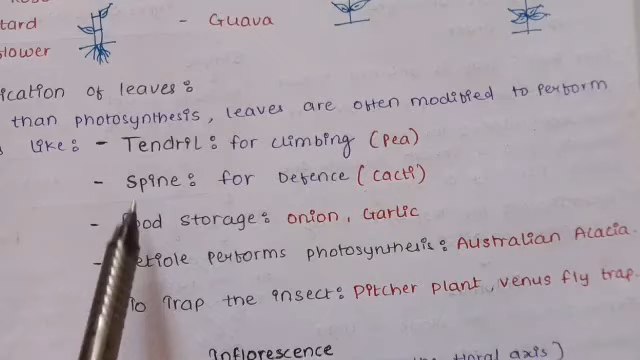 tard - Guava
lower
ication of leaves:
than photosynthesis, leaves are often modified to perform
like: - Tendril: for climbing (Pea)
- Spine: for Defence (Cacti)
- ood storage: onion, Garlic
- etiole performs photosynthesis: Australian Acacia.
o trap the insect: Pitcher plant, Venus fly trap.
Inflorescence
axis)